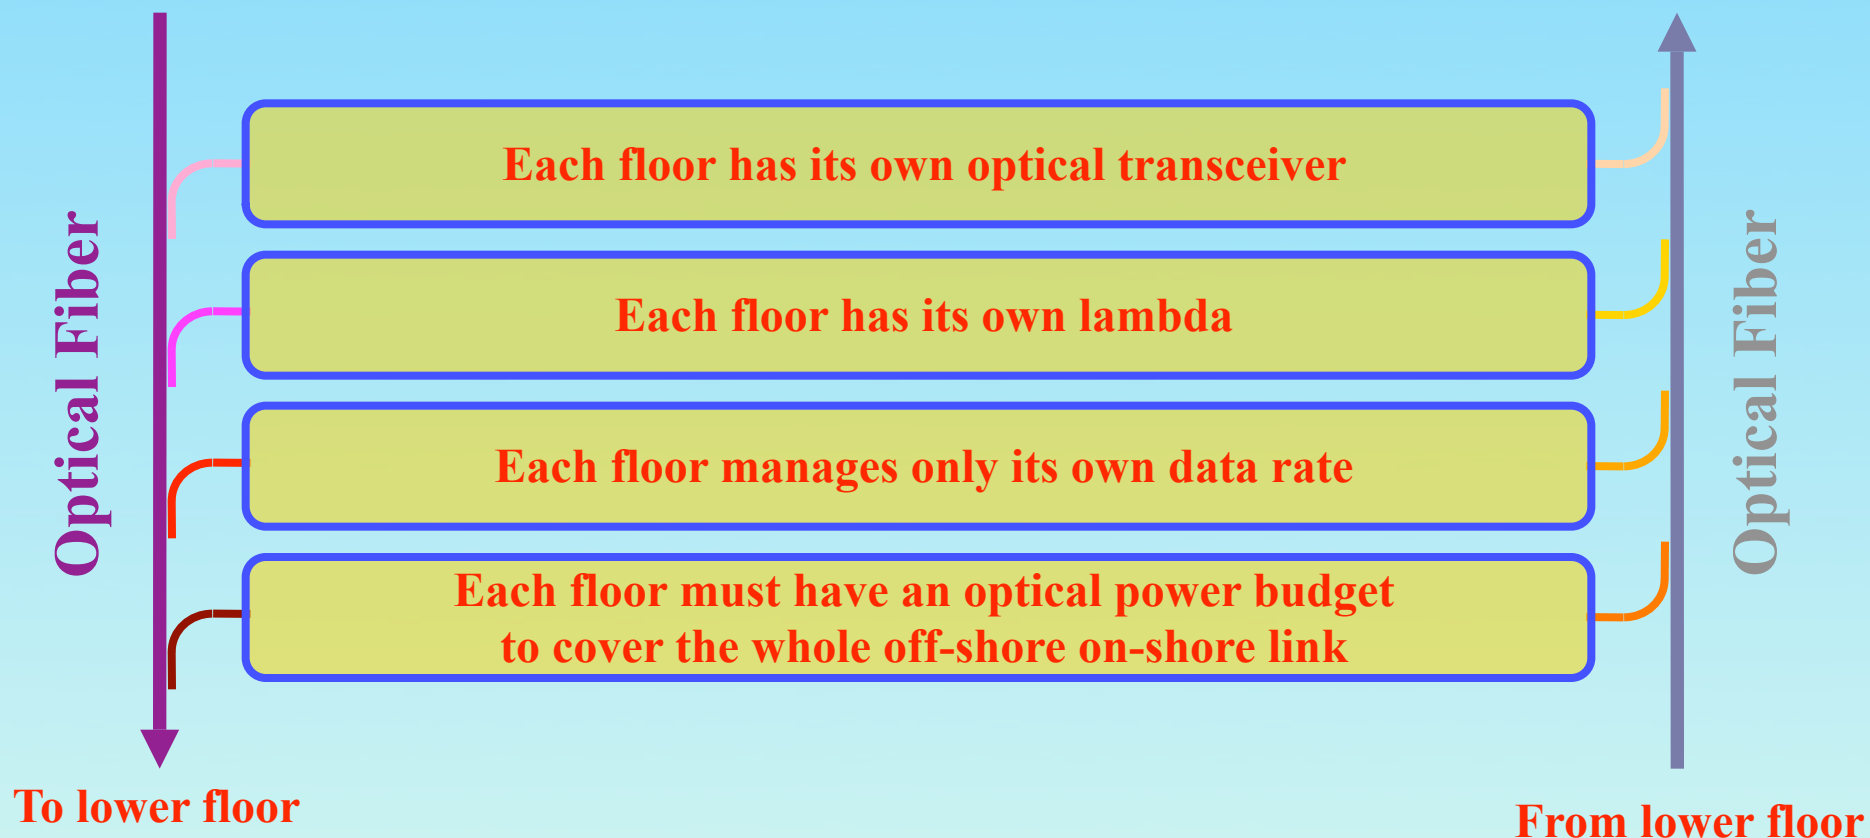 Optical Fiber
Each floor has its own optical transceiver
Each floor has its own lambda
Each floor manages only its own data rate
Each floor must have an optical power budget
to cover the whole off-shore on-shore link
Optical Fiber
To lower floor
From lower floor